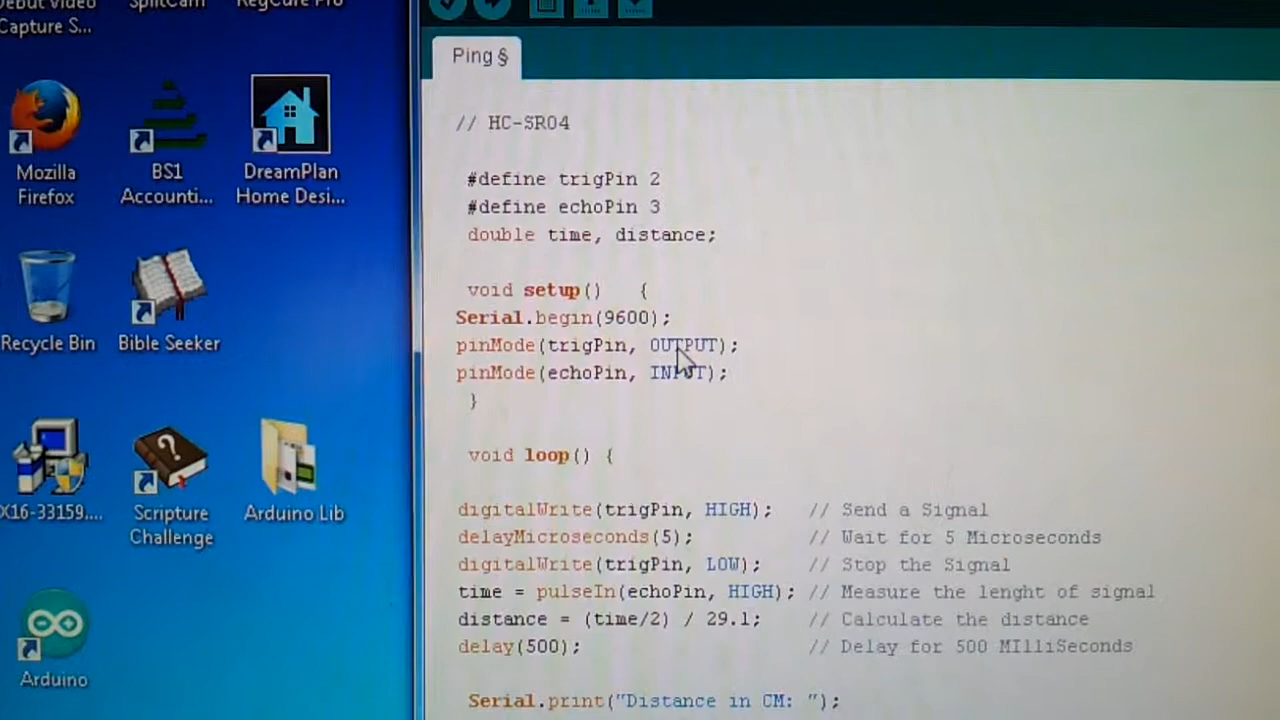 Debut Video
Capture S...
SplitCam
RegCure Pro
Mozilla
Firefox
BS1
Accounti...
DreamPlan
Home Desi...
Recycle Bin
Bible Seeker
X16-33159....
Scripture
Challenge
Arduino Lib
Arduino
Ping §
// HC-SR04
#define trigPin 2
#define echoPin 3
double time, distance;
void setup() {
Serial.begin(9600);
pinMode(trigPin, OUTPUT);
pinMode(echoPin, INPUT);
}
void loop() {
digitalWrite(trigPin, HIGH); // Send a Signal
delayMicroseconds(5); // Wait for 5 Microseconds
digitalWrite(trigPin, LOW); // Stop the Signal
time = pulseIn(echoPin, HIGH); // Measure the lenght of signal
distance = (time/2) / 29.1; // Calculate the distance
delay(500); // Delay for 500 MIlliSeconds
Serial.print("Distance in CM: ");